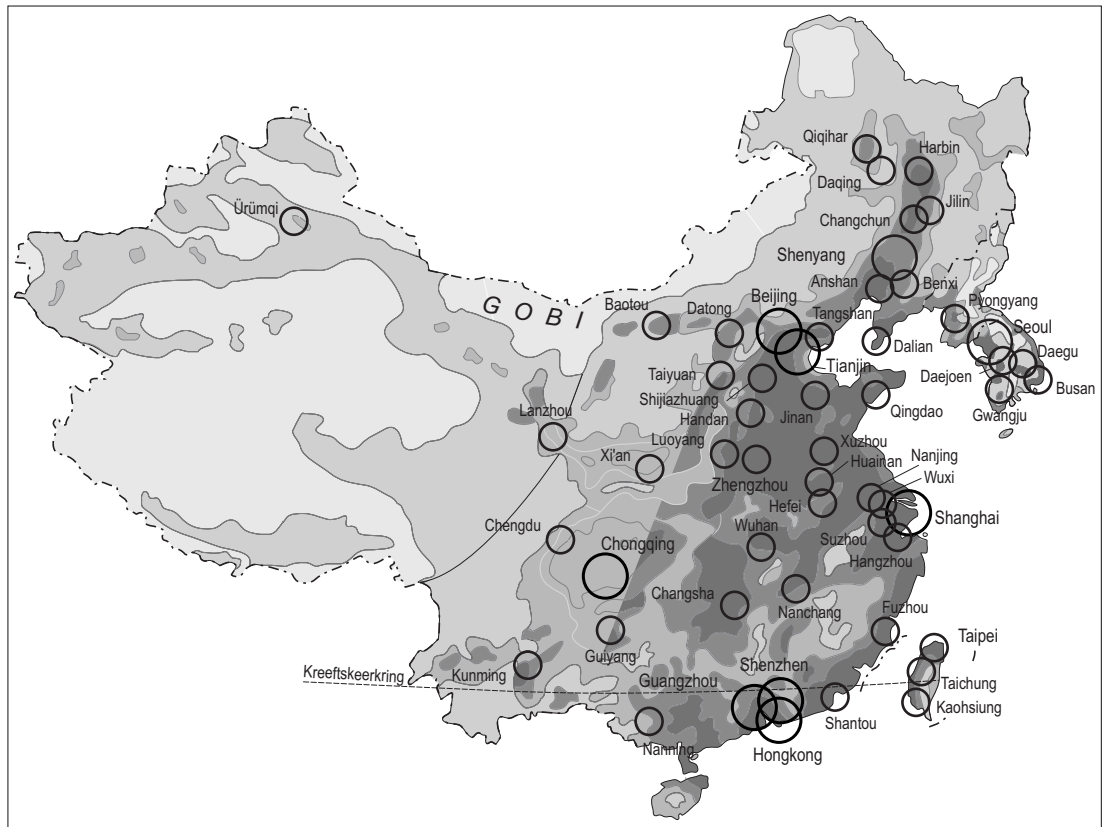 Qiqihar
Harbin
Daqing
Jilin
Ürümqi
Changchun
Shenyang
Anshan
Benxi
GOBI
Baotou
Datong
Beijing
Tangshan
Pyongyang
Seoul
Dalian
Daegu
Tianjin
Taiyuan
Daejoen
Shijiazhuang
Busan
Handan
Jinan
Qingdao
Gwangju
Lanzhou
Luoyang
Xuzhou
Xi'an
Huainan
Nanjing
Zhengzhou
Wuxi
Hefei
Shanghai
Chengdu
Wuhan
Suzhou
Chongqing
Hangzhou
Changsha
Nanchang
Fuzhou
Taipei
Guiyang
Shenzhen
Kreeftskeerkring
Kunming
Guangzhou
Taichung
Kaohsiung
Shantou
Nanning
Hongkong